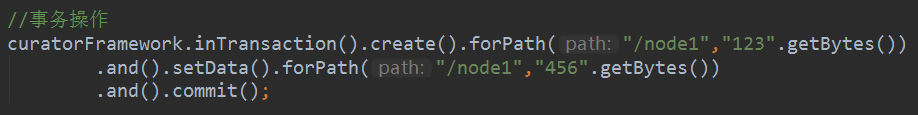 //事务操作
curatorFramework.inTransaction().create().forPath( path: "/node1","123".getBytes())
.and().setData().forPath( path: "/node1","456".getBytes())
.and().commit();